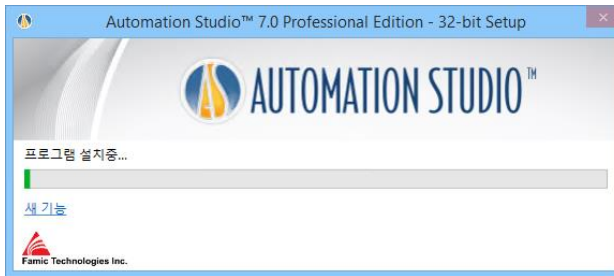 Automation Studio™ 7.0 Professional Edition - 32-bit Setup
AUTOMATION STUDIO™
프로그램 설치중...
새 기능
Famic Technologies Inc.